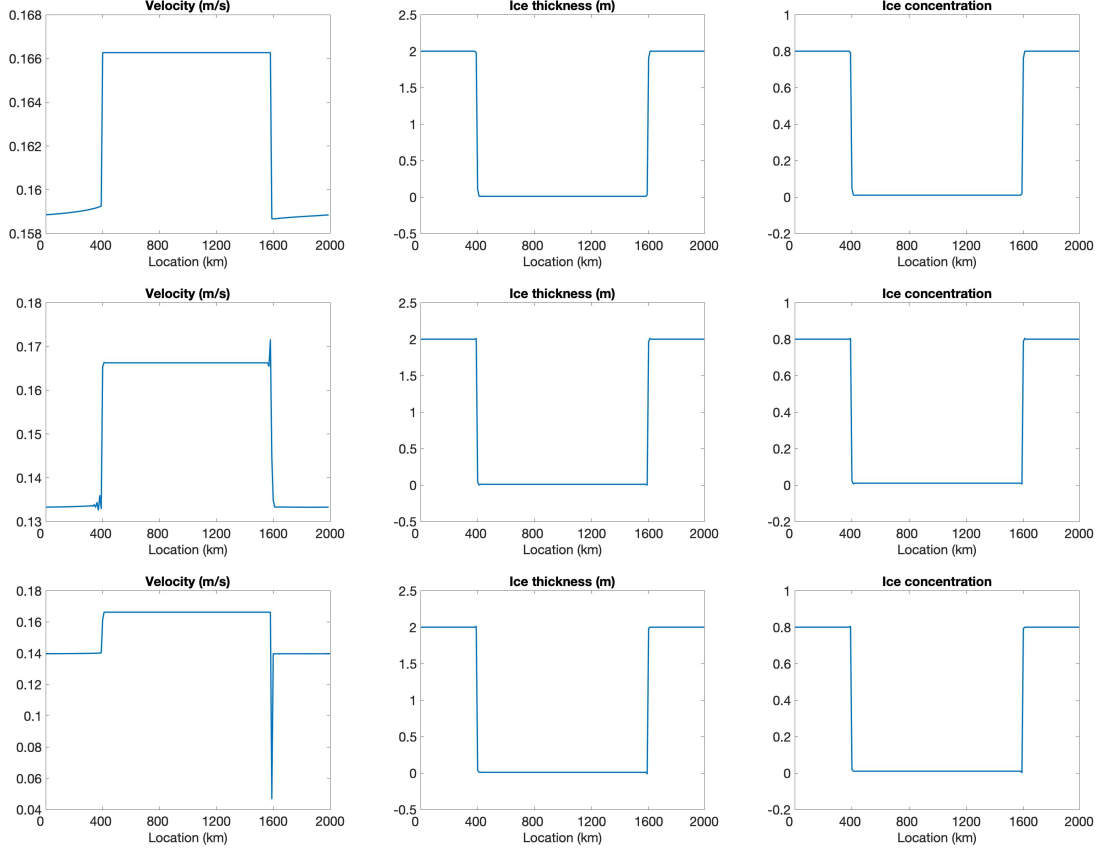 Velocity (m/s)
0.168
0.166
0.164
0.162
0.16
0.158
0 400 800 1200 1600 2000
Location (km)
Ice thickness (m)
2.5
2
1.5
1
0.5
0
-0.5
0 400 800 1200 1600 2000
Location (km)
Ice concentration
1
0.8
0.6
0.4
0.2
0
-0.2
0 400 800 1200 1600 2000
Location (km)
Velocity (m/s)
0.18
0.17
0.16
0.15
0.14
0.13
0 400 800 1200 1600 2000
Location (km)
Ice thickness (m)
2.5
2
1.5
1
0.5
0
-0.5
0 400 800 1200 1600 2000
Location (km)
Ice concentration
1
0.8
0.6
0.4
0.2
0
-0.2
0 400 800 1200 1600 2000
Location (km)
Velocity (m/s)
0.18
0.16
0.14
0.12
0.1
0.08
0.06
0.04
0 400 800 1200 1600 2000
Location (km)
Ice thickness (m)
2.5
2
1.5
1
0.5
0
-0.5
0 400 800 1200 1600 2000
Location (km)
Ice concentration
1
0.8
0.6
0.4
0.2
0
-0.2
0 400 800 1200 1600 2000
Location (km)